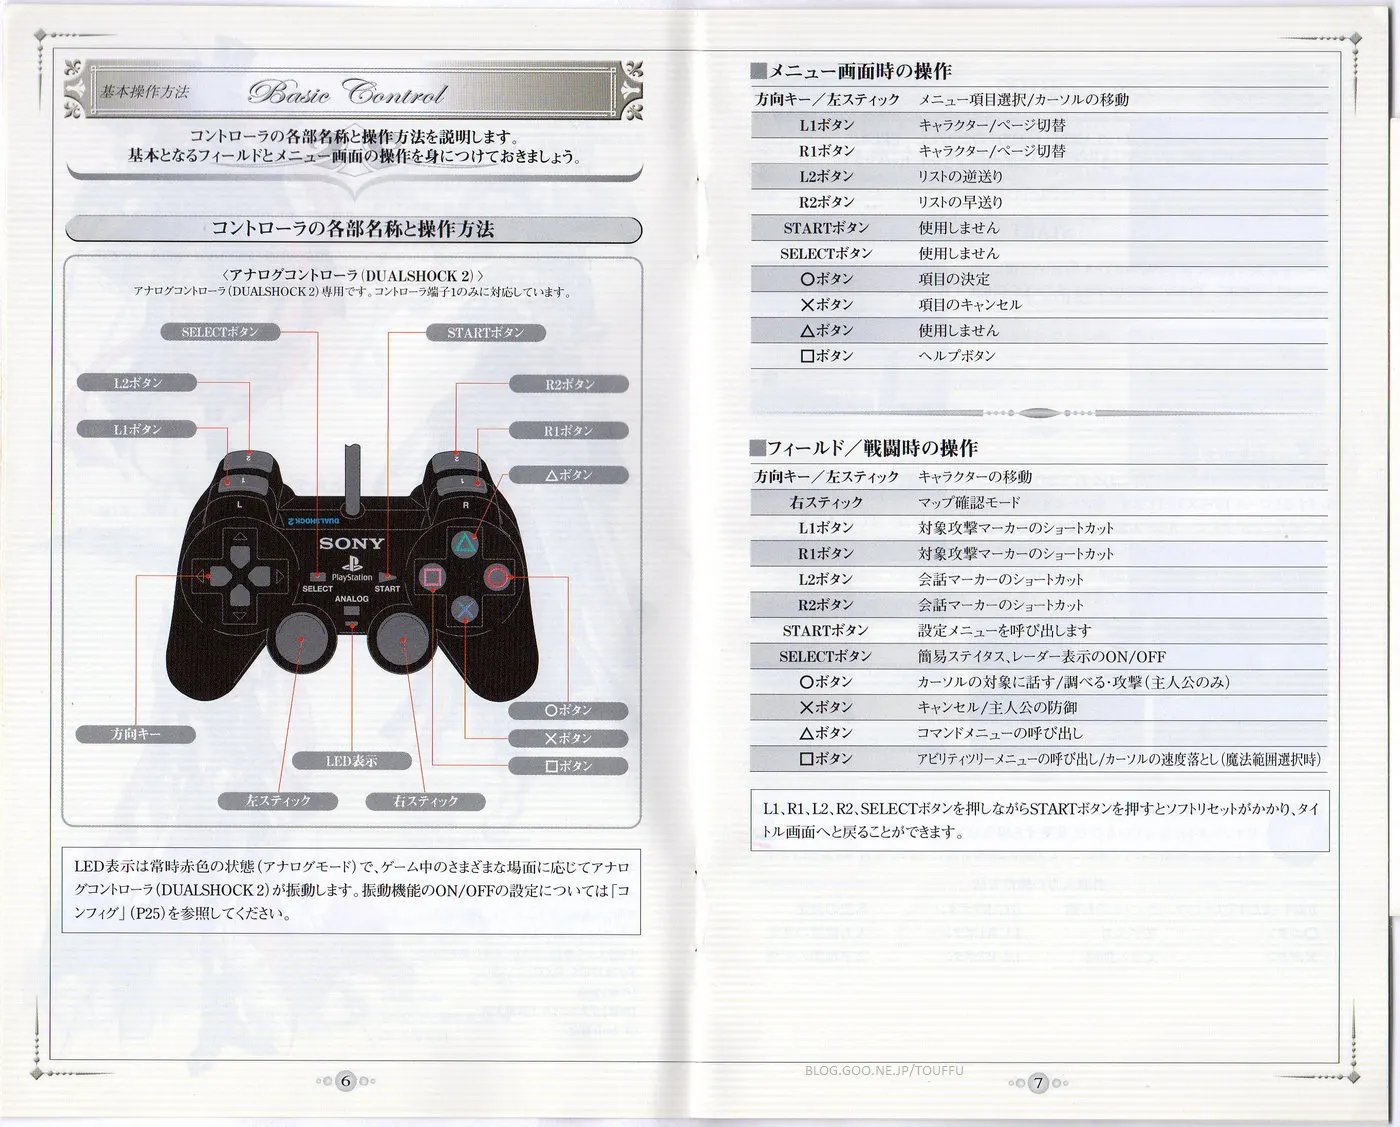 基本操作方法 Basic Control
コントローラの各部名称と操作方法を説明します。
基本となるフィールドとメニュー画面の操作を身につけておきましょう。
コントローラの各部名称と操作方法
〈アナログコントローラ(DUALSHOCK 2)〉
アナログコントローラ(DUALSHOCK 2)専用です。コントローラ端子1のみに対応しています。
SELECTボタン
STARTボタン
L2ボタン
R2ボタン
L1ボタン
R1ボタン
△ボタン
2
2
1
1
L
R
DUALSHOCK 2
SONY
PlayStation
SELECT
START
ANALOG
方向キー
○ボタン
×ボタン
□ボタン
LED表示
左スティック
右スティック
LED表示は常時赤色の状態(アナログモード)で、ゲーム中のさまざまな場面に応じてアナロ
グコントローラ(DUALSHOCK 2)が振動します。振動機能のON/OFFの設定については「コ
ンフィグ」(P25)を参照してください。
6
■メニュー画面時の操作
方向キー／左スティック メニュー項目選択/カーソルの移動
L1ボタン キャラクター/ページ切替
R1ボタン キャラクター/ページ切替
L2ボタン リストの逆送り
R2ボタン リストの早送り
STARTボタン 使用しません
SELECTボタン 使用しません
○ボタン 項目の決定
×ボタン 項目のキャンセル
△ボタン 使用しません
□ボタン ヘルプボタン
■フィールド／戦闘時の操作
方向キー／左スティック キャラクターの移動
右スティック マップ確認モード
L1ボタン 対象攻撃マーカーのショートカット
R1ボタン 対象攻撃マーカーのショートカット
L2ボタン 会話マーカーのショートカット
R2ボタン 会話マーカーのショートカット
STARTボタン 設定メニューを呼び出します
SELECTボタン 簡易ステイタス、レーダー表示のON/OFF
○ボタン カーソルの対象に話す/調べる・攻撃(主人公のみ)
×ボタン キャンセル/主人公の防御
△ボタン コマンドメニューの呼び出し
□ボタン アビリティツリーメニューの呼び出し/カーソルの速度落とし(魔法範囲選択時)
L1、R1、L2、R2、SELECTボタンを押しながらSTARTボタンを押すとソフトリセットがかかり、タイ
トル画面へと戻ることができます。
BLOG.GOO.NE.JP/TOUFFU
7